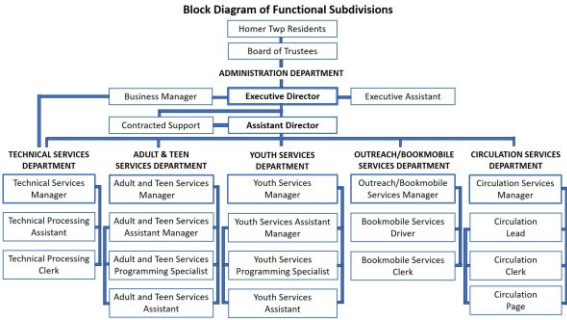 Block Diagram of Functional Subdivisions
Homer Twp Residents
Board of Trustees
ADMINISTRATION DEPARTMENT
Business Manager
Executive Director
Executive Assistant
Contracted Support
Assistant Director
TECHNICAL SERVICES
DEPARTMENT
Technical Services
Manager
Technical Processing
Assistant
Technical Processing
Clerk
ADULT & TEEN
SERVICES DEPARTMENT
Adult and Teen Services
Manager
Adult and Teen Services
Assistant Manager
Adult and Teen Services
Programming Specialist
Adult and Teen Services
Assistant
YOUTH SERVICES
DEPARTMENT
Youth Services
Manager
Youth Services Assistant
Manager
Youth Services
Programming Specialist
Youth Services
Assistant
OUTREACH/BOOKMOBILE
SERVICES DEPARTMENT
Outreach/Bookmobile
Services Manager
Bookmobile Services
Driver
Bookmobile Services
Clerk
CIRCULATION SERVICES
DEPARTMENT
Circulation Services
Manager
Circulation
Lead
Circulation
Clerk
Circulation
Page